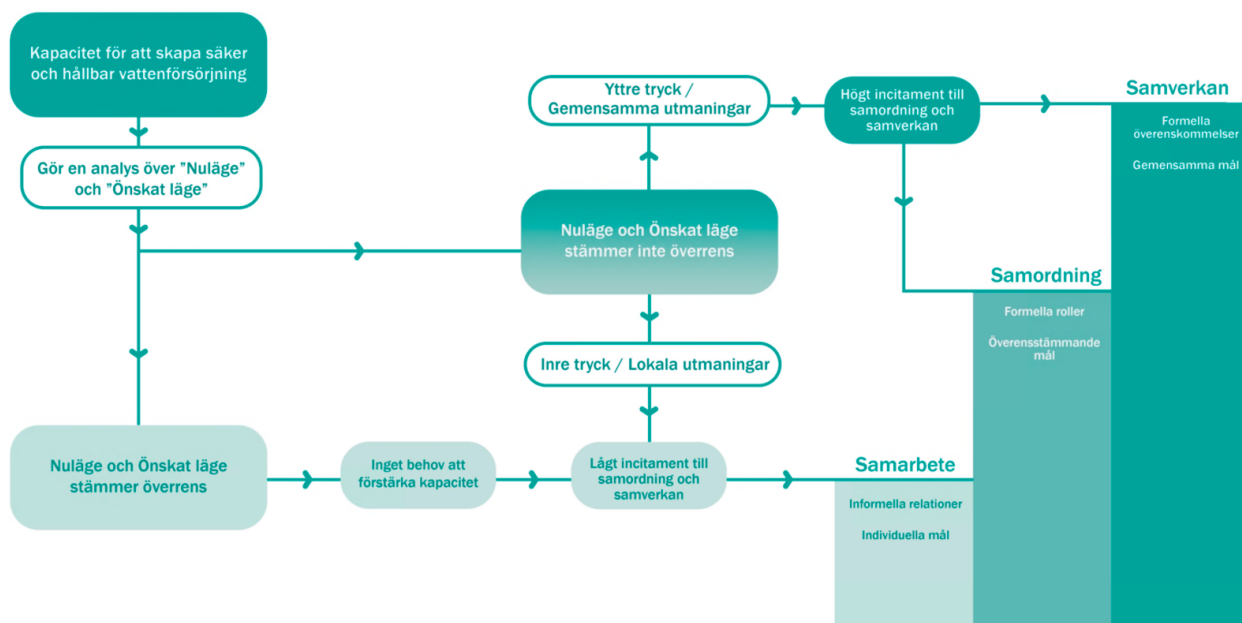 Kapacitet för att skapa säker
och hållbar vattenförsörjning
Gör en analys över ”Nuläge”
och ”Önskat läge”
Yttre tryck /
Gemensamma utmaningar
Högt incitament till
samordning och
samverkan
Samverkan
Formella
överenskommelser
Gemensamma mål
Nuläge och Önskat läge
stämmer inte överrens
Samordning
Formella roller
Överensstämmande
mål
Inre tryck / Lokala utmaningar
Nuläge och Önskat läge
stämmer överrens
Inget behov att
förstärka kapacitet
Lågt incitament till
samordning och
samverkan
Samarbete
Informella relationer
Individuella mål